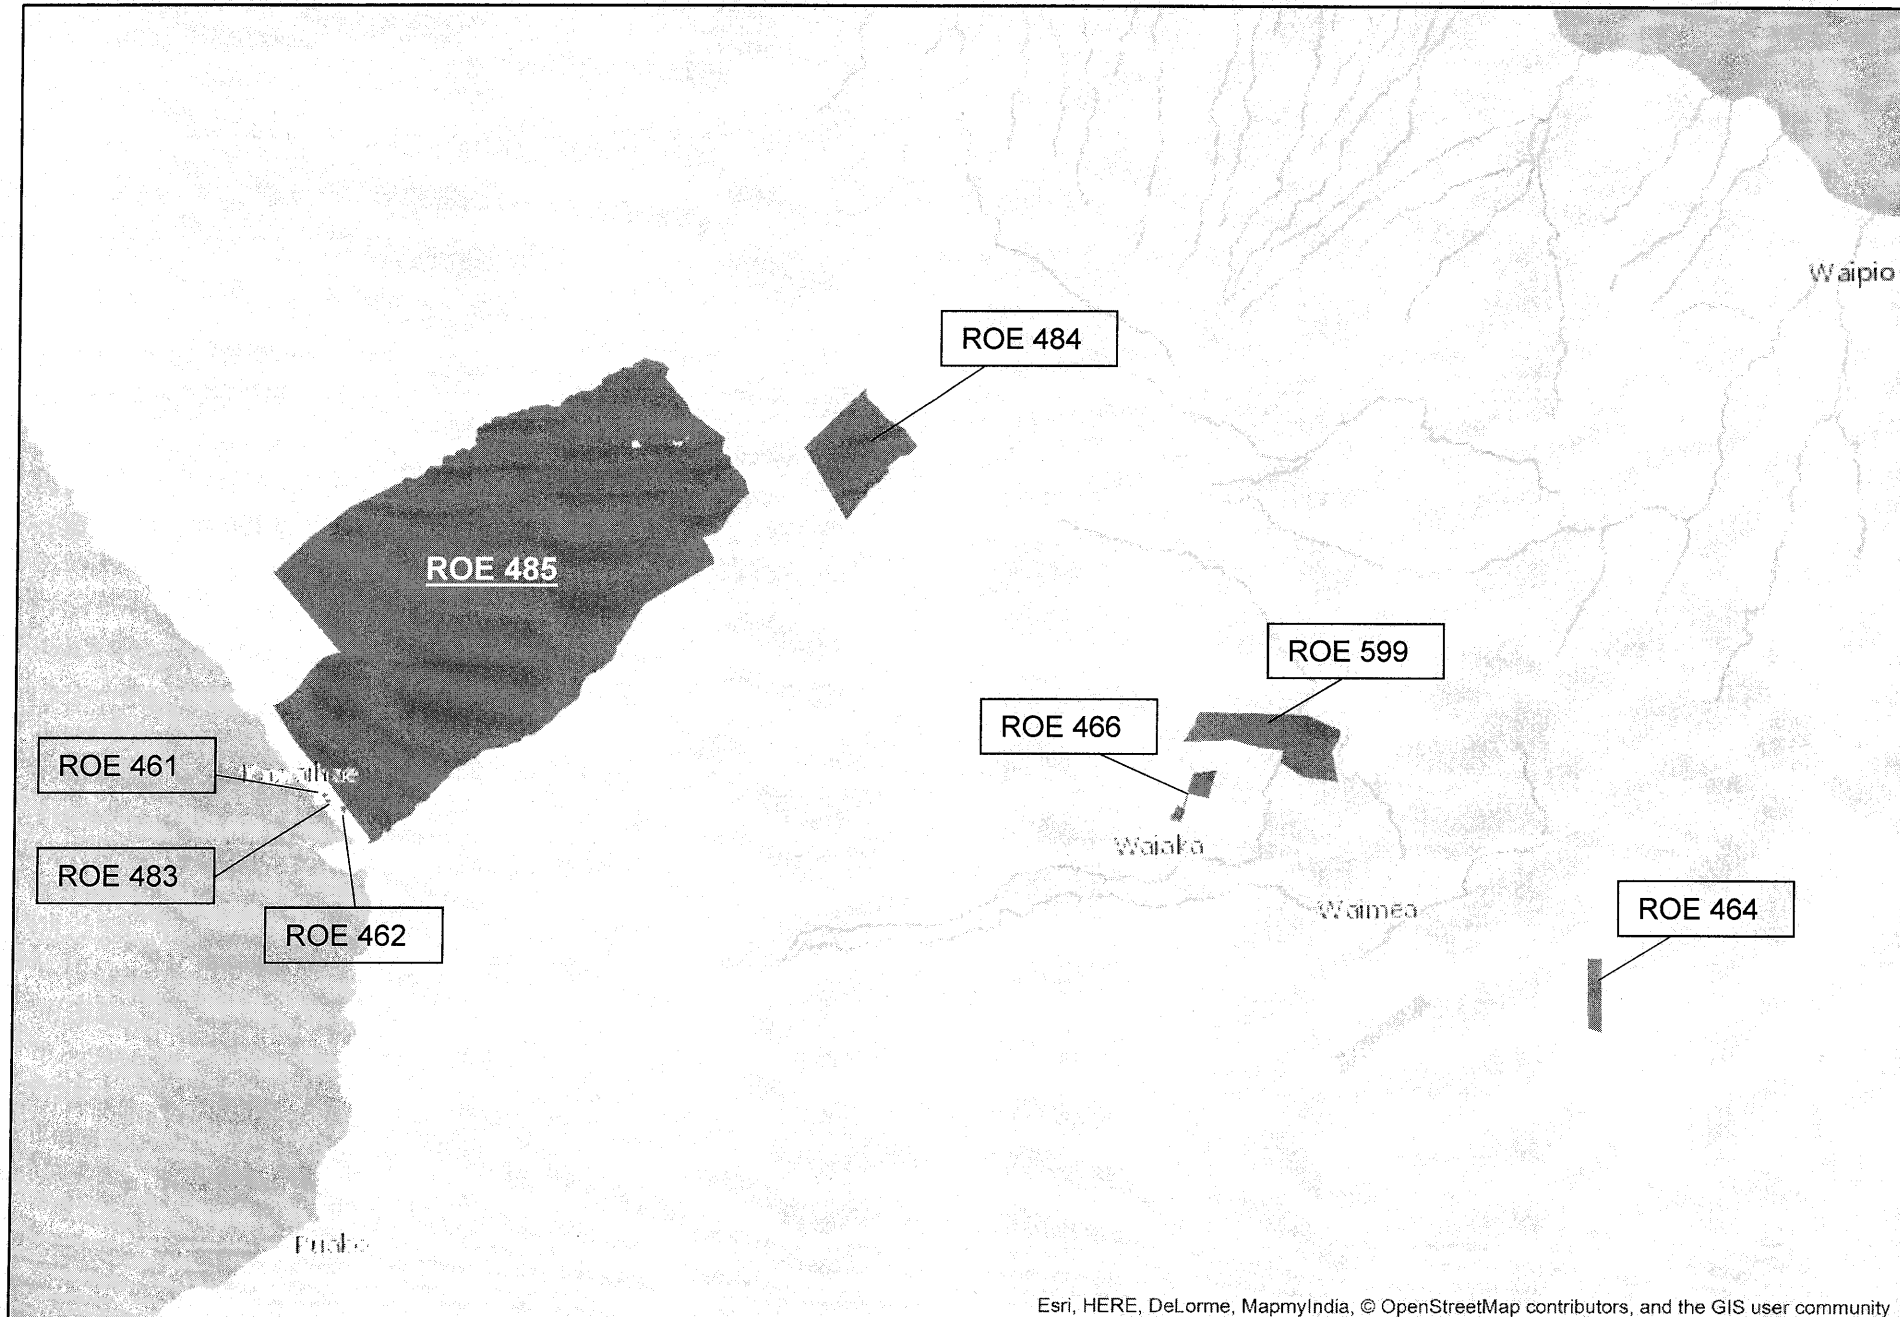 Waipio
ROE 484
ROE 485
ROE 599
ROE 466
ROE 461
Waiaka
ROE 483
ROE 464
Waimea
ROE 462
Esri, HERE, DeLorme, MapmyIndia, © OpenStreetMap contributors, and the GIS user community